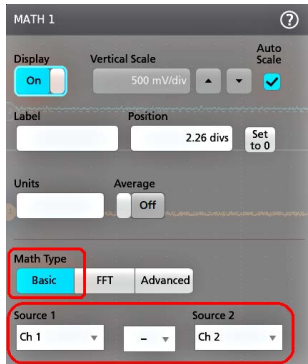 MATH 1 ?
Display Vertical Scale Auto Scale
On 500 mV/div
Label Position
2.26 divs Set to 0
Units Average
Off
Math Type
Basic FFT Advanced
Source 1 Source 2
Ch 1 - Ch 2